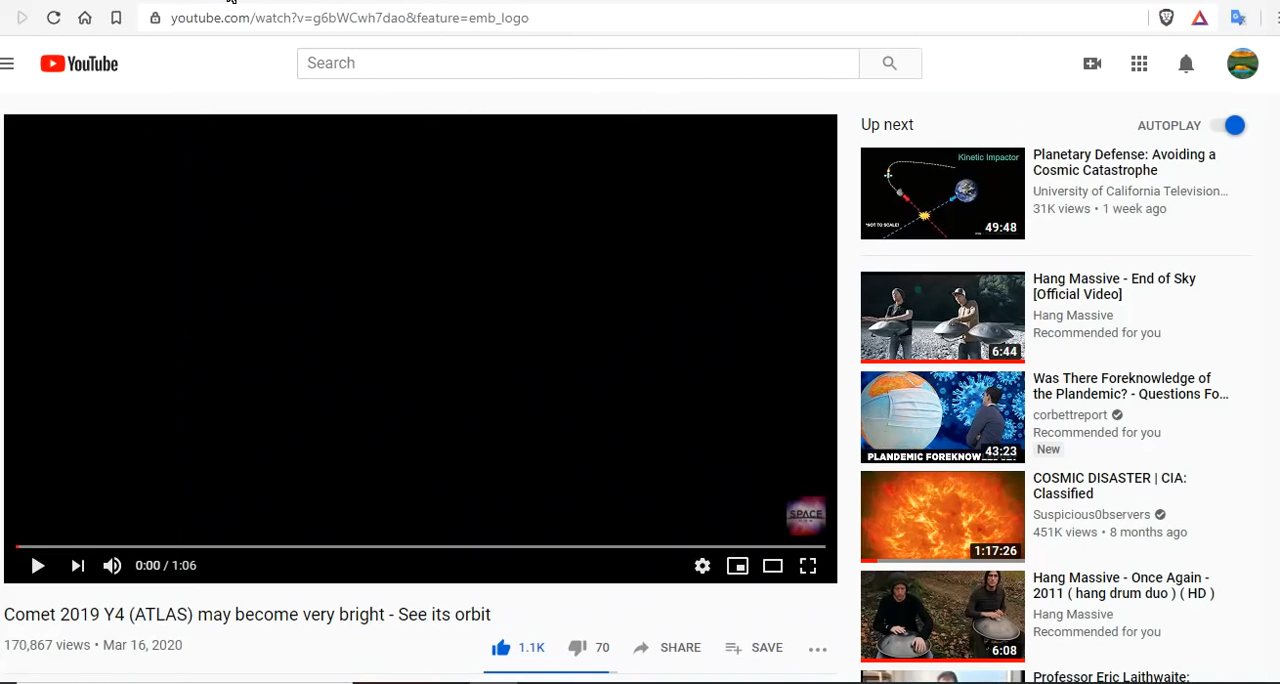 youtube.com/watch?v=g6bWCwh7dao&feature=emb_logo
YouTube
Search
SPACE
0:00 / 1:06
Comet 2019 Y4 (ATLAS) may become very bright - See its orbit
170,867 views • Mar 16, 2020
1.1K
70
SHARE
SAVE
Up next
AUTOPLAY
Kinetic Impactor
*NOT TO SCALE!
49:48
Planetary Defense: Avoiding a
Cosmic Catastrophe
University of California Television...
31K views • 1 week ago
6:44
Hang Massive - End of Sky
[Official Video]
Hang Massive
Recommended for you
PLANDEMIC FOREKNOW
43:23
Was There Foreknowledge of
the Plandemic? - Questions Fo...
corbettreport
Recommended for you
New
1:17:26
COSMIC DISASTER | CIA:
Classified
Suspicious0bservers
451K views • 8 months ago
6:08
Hang Massive - Once Again -
2011 ( hang drum duo ) ( HD )
Hang Massive
Recommended for you
Professor Eric Laithwaite: